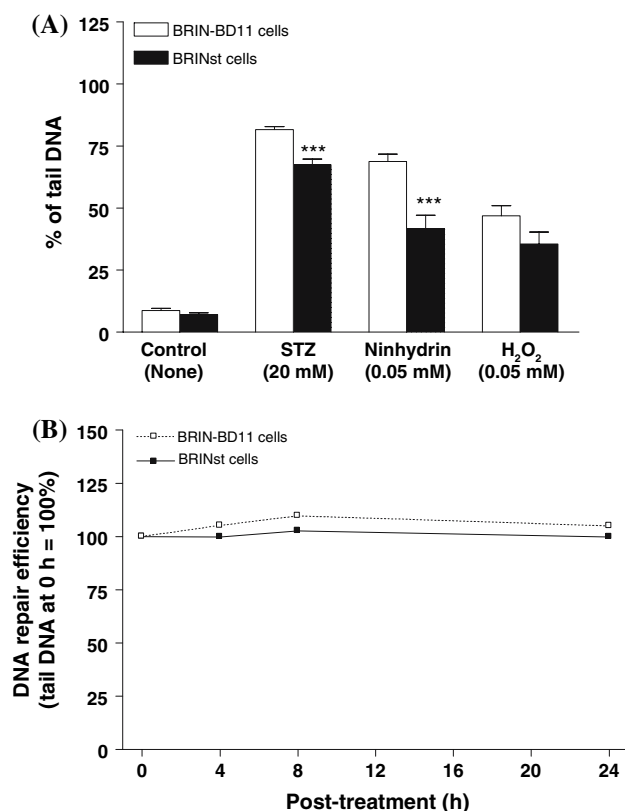 (A)
125
100
75
50
25
0
% of tail DNA
BRIN-BD11 cells
BRINst cells
***
***
Control
(None)
STZ
(20 mM)
Ninhydrin
(0.05 mM)
H₂O₂
(0.05 mM)
(B)
150
125
100
75
50
25
0
DNA repair efficiency
(tail DNA at 0 h = 100%)
BRIN-BD11 cells
BRINst cells
0 4 8 12 16 20 24
Post-treatment (h)